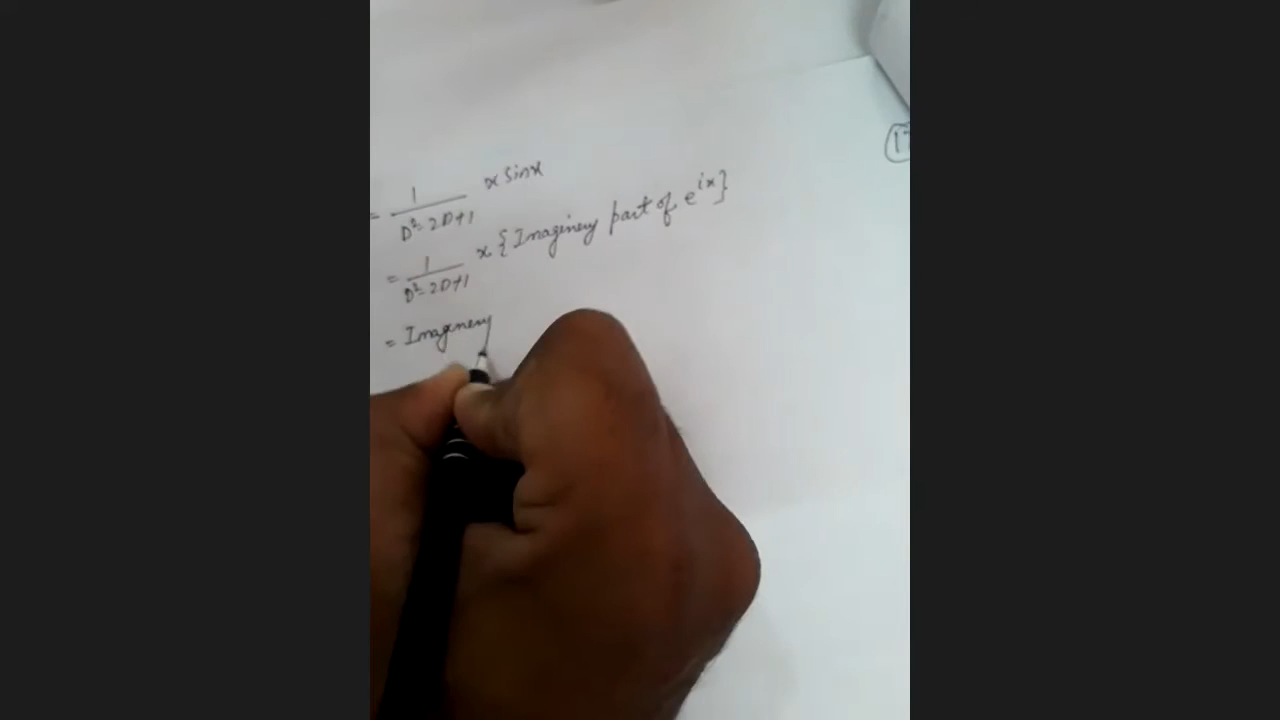 = 1/(D²-2D+1) x sinx
= 1/(D²-2D+1) x {Imaginery part of e^{ix}}
= Imaginery